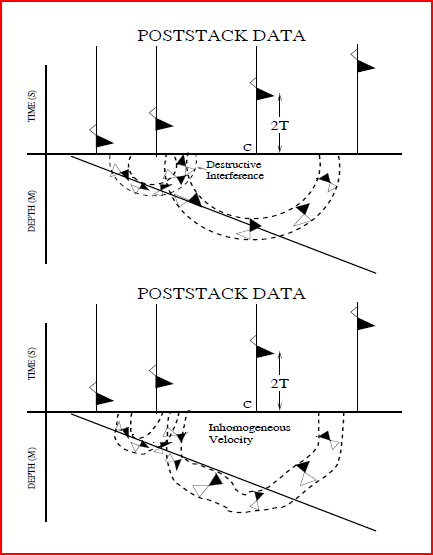 POSTSTACK DATA
TIME (S)
2T
C
Destructive
Interference
DEPTH (M)
POSTSTACK DATA
TIME (S)
2T
C
Inhomogeneous
Velocity
DEPTH (M)